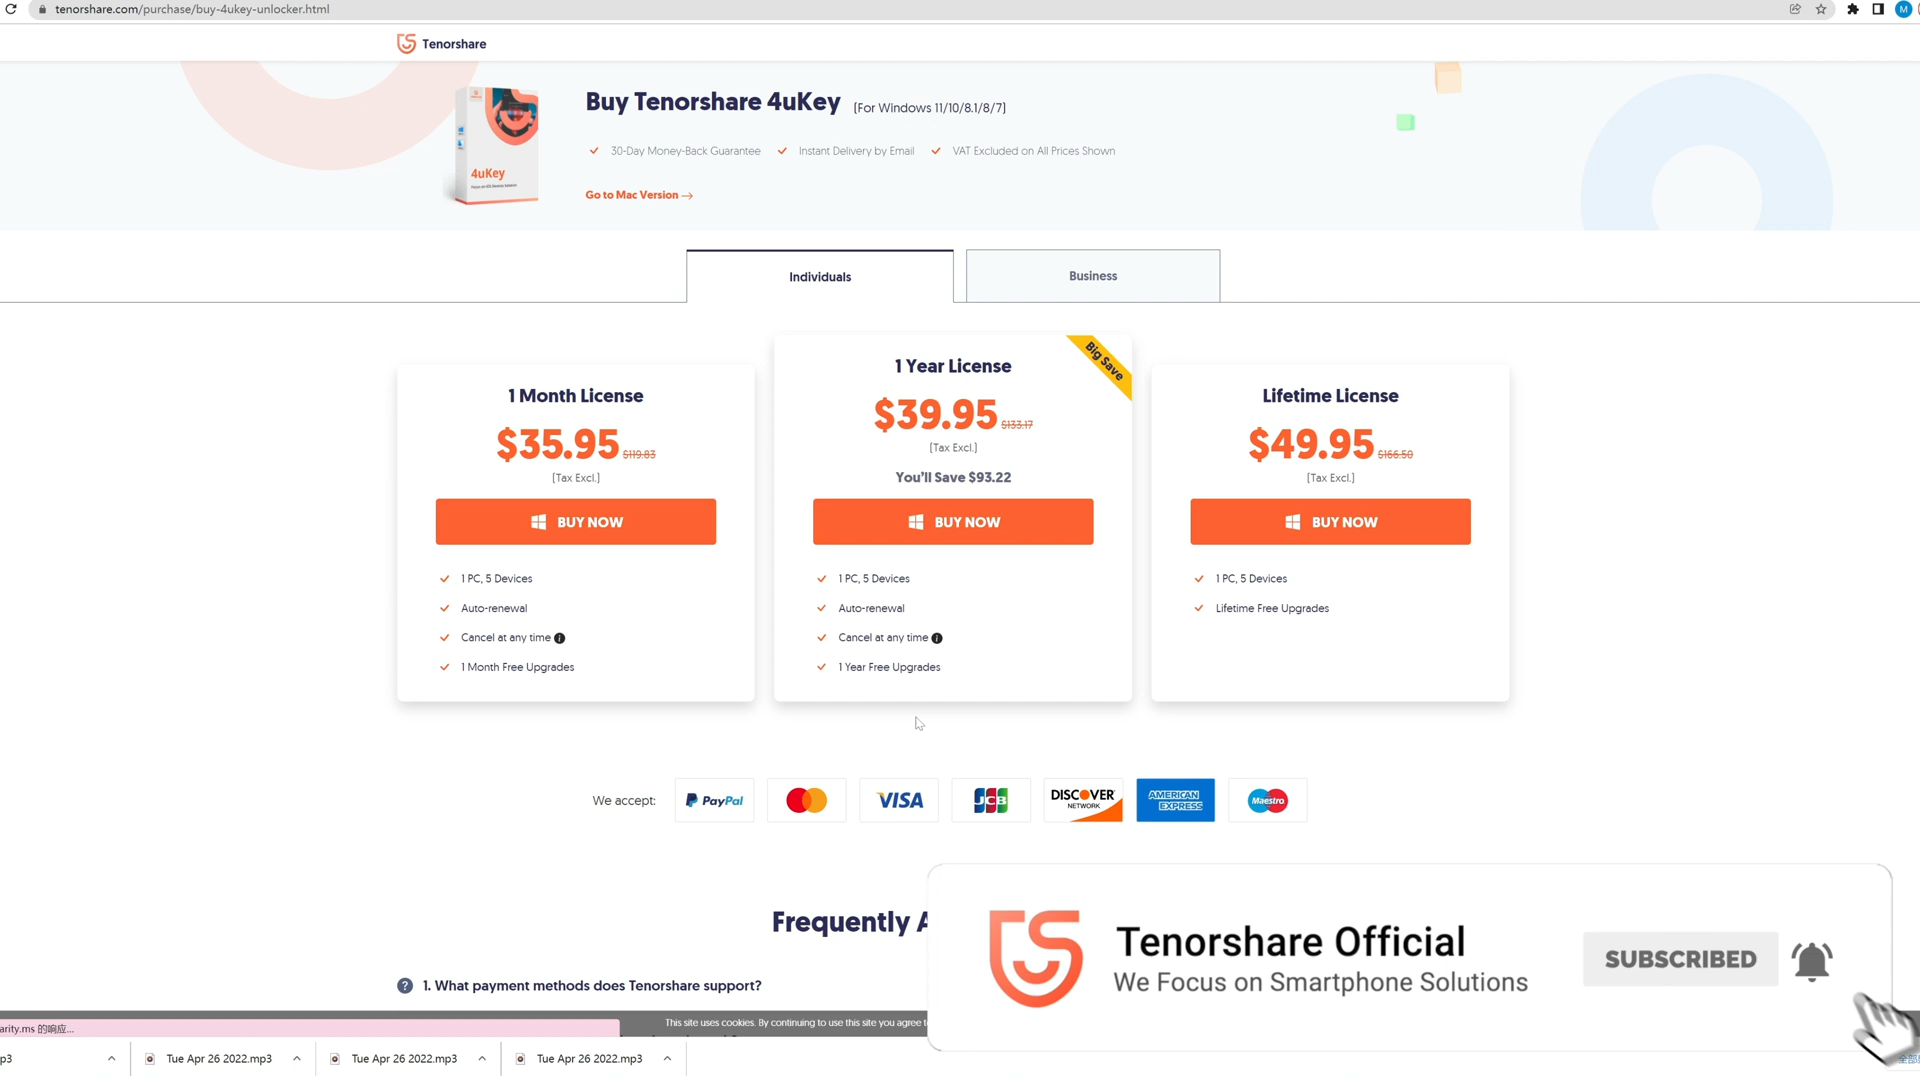 tenorshare.com/purchase/buy-4ukey-unlocker.html
M
Tenorshare
4uKey
Buy Tenorshare 4uKey (For Windows 11/10/8.1/8/7)
30-Day Money-Back Guarantee Instant Delivery by Email VAT Excluded on All Prices Shown
Go to Mac Version →
Individuals
Business
1 Month License
$35.95 $119.83
(Tax Excl.)
BUY NOW
1 PC, 5 Devices
Auto-renewal
Cancel at any time
1 Month Free Upgrades
Big Save
1 Year License
$39.95 $133.17
(Tax Excl.)
You'll Save $93.22
BUY NOW
1 PC, 5 Devices
Auto-renewal
Cancel at any time
1 Year Free Upgrades
Lifetime License
$49.95 $166.50
(Tax Excl.)
BUY NOW
1 PC, 5 Devices
Lifetime Free Upgrades
We accept: PayPal VISA JCB DISCOVER NETWORK AMERICAN EXPRESS Maestro
Frequently A
? 1. What payment methods does Tenorshare support?
Tenorshare Official
We Focus on Smartphone Solutions
SUBSCRIBED
arity.ms 的响应...
This site uses cookies. By continuing to use this site you agree t
p3
Tue Apr 26 2022.mp3
Tue Apr 26 2022.mp3
Tue Apr 26 2022.mp3